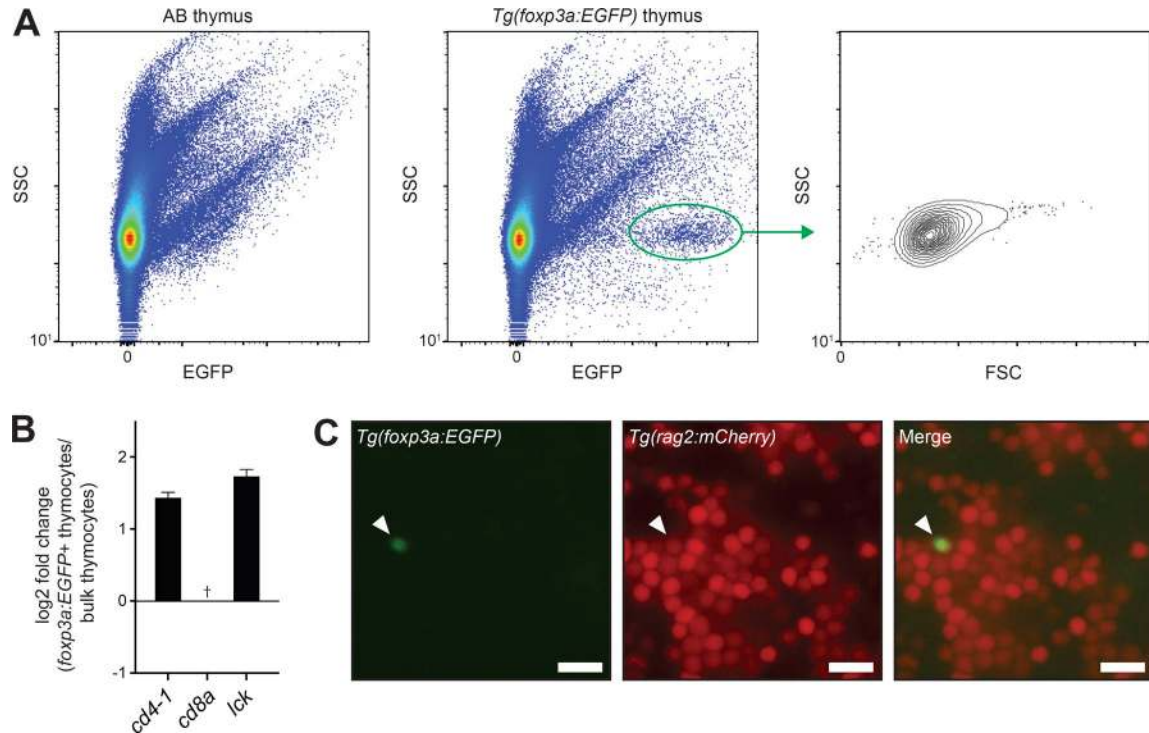 A
AB thymus
Tg(foxp3a:EGFP) thymus
SSC
10¹
0
EGFP
SSC
10¹
0
EGFP
SSC
10¹
0
FSC
B
log2 fold change
(foxp3a:EGFP+ thymocytes/
bulk thymocytes)
2
1
0
-1
†
cd4-1
cd8a
lck
C
Tg(foxp3a:EGFP)
Tg(rag2:mCherry)
Merge